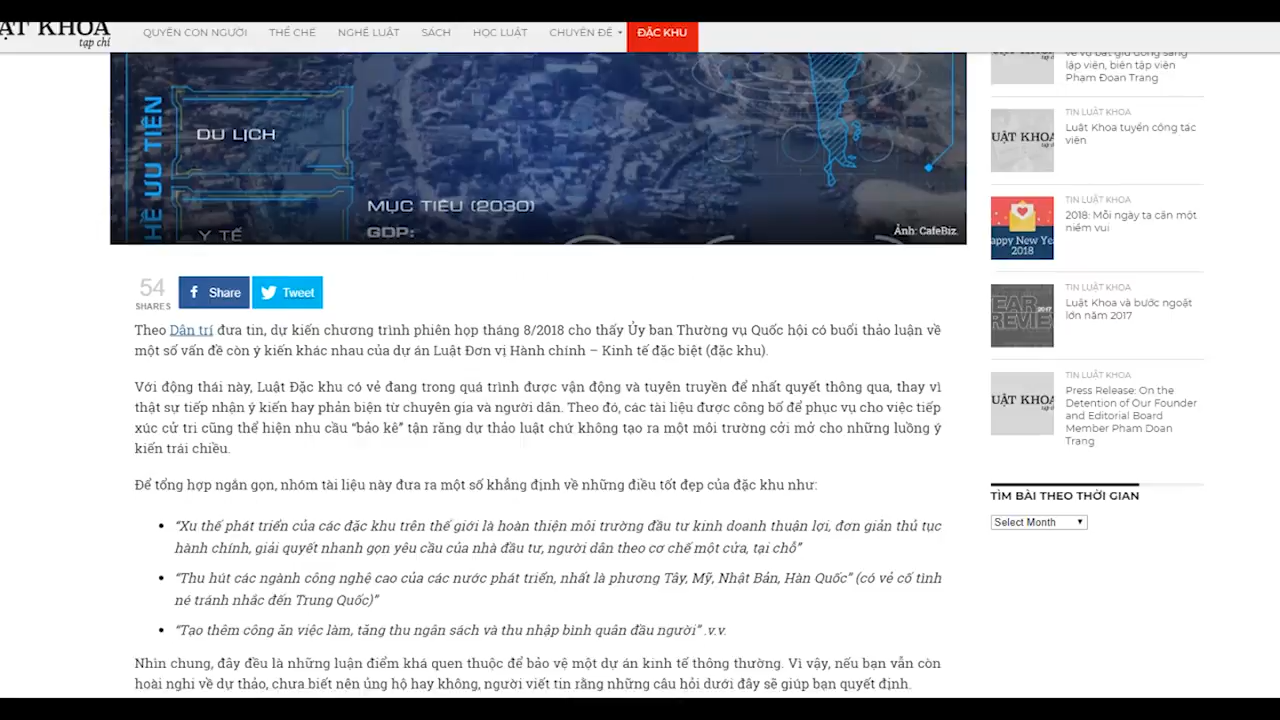 UẬT KHOA
tạp chí
QUYỀN CON NGƯỜI THỂ CHẾ NGHỀ LUẬT SÁCH HỌC LUẬT CHUYÊN ĐỀ ĐẶC KHU
DU LỊCH
Y TẾ
MỤC TIÊU (2030)
GDP:
Ảnh: CafeBiz.
54
SHARES
Share
Tweet
Theo Dân trí đưa tin, dự kiến chương trình phiên họp tháng 8/2018 cho thấy Ủy ban Thường vụ Quốc hội có buổi thảo luận về
một số vấn đề còn ý kiến khác nhau của dự án Luật Đơn vị Hành chính – Kinh tế đặc biệt (đặc khu).
Với động thái này, Luật Đặc khu có vẻ đang trong quá trình được vận động và tuyên truyền để nhất quyết thông qua, thay vì
thật sự tiếp nhận ý kiến hay phản biện từ chuyên gia và người dân. Theo đó, các tài liệu được công bố để phục vụ cho việc tiếp
xúc cử tri cũng thể hiện nhu cầu “bảo kê” tận răng dự thảo luật chứ không tạo ra một môi trường cởi mở cho những luồng ý
kiến trái chiều.
Để tổng hợp ngắn gọn, nhóm tài liệu này đưa ra một số khẳng định về những điều tốt đẹp của đặc khu như:
• “Xu thế phát triển của các đặc khu trên thế giới là hoàn thiện môi trường đầu tư kinh doanh thuận lợi, đơn giản thủ tục
hành chính, giải quyết nhanh gọn yêu cầu của nhà đầu tư, người dân theo cơ chế một cửa, tại chỗ”
• “Thu hút các ngành công nghệ cao của các nước phát triển, nhất là phương Tây, Mỹ, Nhật Bản, Hàn Quốc” (có vẻ cố tình
né tránh nhắc đến Trung Quốc)”
• “Tạo thêm công ăn việc làm, tăng thu ngân sách và thu nhập bình quân đầu người” .v.v.
Nhìn chung, đây đều là những luận điểm khá quen thuộc để bảo vệ một dự án kinh tế thông thường. Vì vậy, nếu bạn vẫn còn
hoài nghi về dự thảo, chưa biết nên ủng hộ hay không, người viết tin rằng những câu hỏi dưới đây sẽ giúp bạn quyết định.
về vụ bắt giữ đồng sáng
lập viên, biên tập viên
Phạm Đoan Trang
UẬT KHOA
TIN LUẬT KHOA
Luật Khoa tuyển cộng tác
viên
appy New Yea
2018
TIN LUẬT KHOA
2018: Mỗi ngày ta cần một
niềm vui
EAR
REVIE
2017
TIN LUẬT KHOA
Luật Khoa và bước ngoặt
lớn năm 2017
UẬT KHOA
TIN LUẬT KHOA
Press Release: On the
Detention of Our Founder
and Editorial Board
Member Pham Doan
Trang
TÌM BÀI THEO THỜI GIAN
Select Month